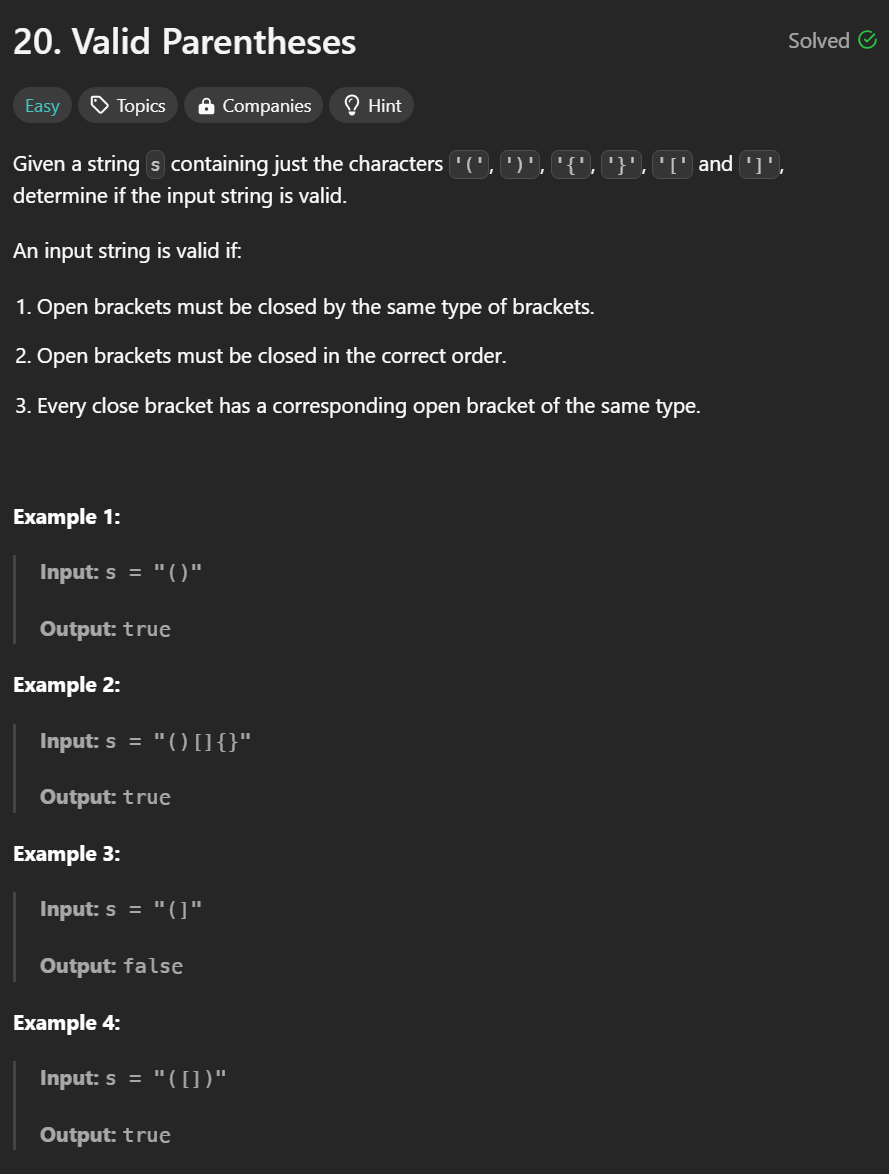 20. Valid Parentheses
Solved
Easy Topics Companies Hint
Given a string s containing just the characters '(', ')', '{', '}', '[' and ']',
determine if the input string is valid.
An input string is valid if:
1. Open brackets must be closed by the same type of brackets.
2. Open brackets must be closed in the correct order.
3. Every close bracket has a corresponding open bracket of the same type.
Example 1:
Input: s = "()"
Output: true
Example 2:
Input: s = "()[]{}"
Output: true
Example 3:
Input: s = "(]"
Output: false
Example 4:
Input: s = "([])"
Output: true